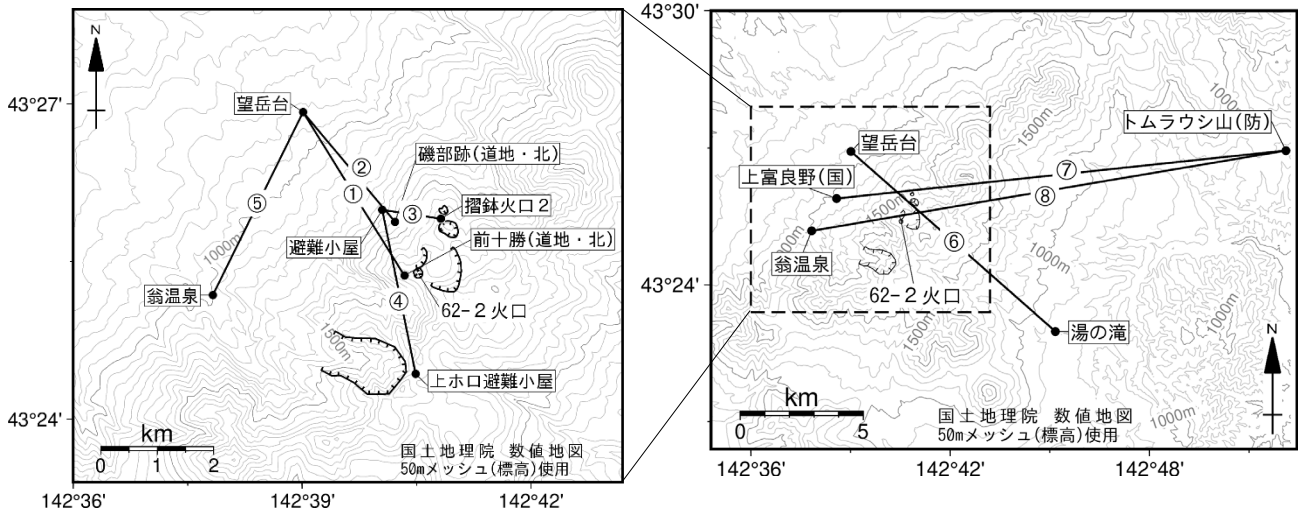 43°27'
43°24'
142°36'
142°39'
142°42'
N
望岳台
②
磯部跡(道地・北)
①
⑤
③
摺鉢火口2
避難小屋
前十勝(道地・北)
1000m
翁温泉
④
62-2火口
1500m
上ホロ避難小屋
km
0 1 2
国土地理院 数値地図
50mメッシュ(標高)使用
43°30'
43°24'
142°36'
142°42'
142°48'
1000m
1500m
トムラウシ山(防)
望岳台
⑦
上富良野(国)
⑧
1500m
⑥
翁温泉
1000m
1000m
62-2火口
1000m
湯の滝
1500m
N
km
0 5
1000m
国土地理院 数値地図
50mメッシュ(標高)使用